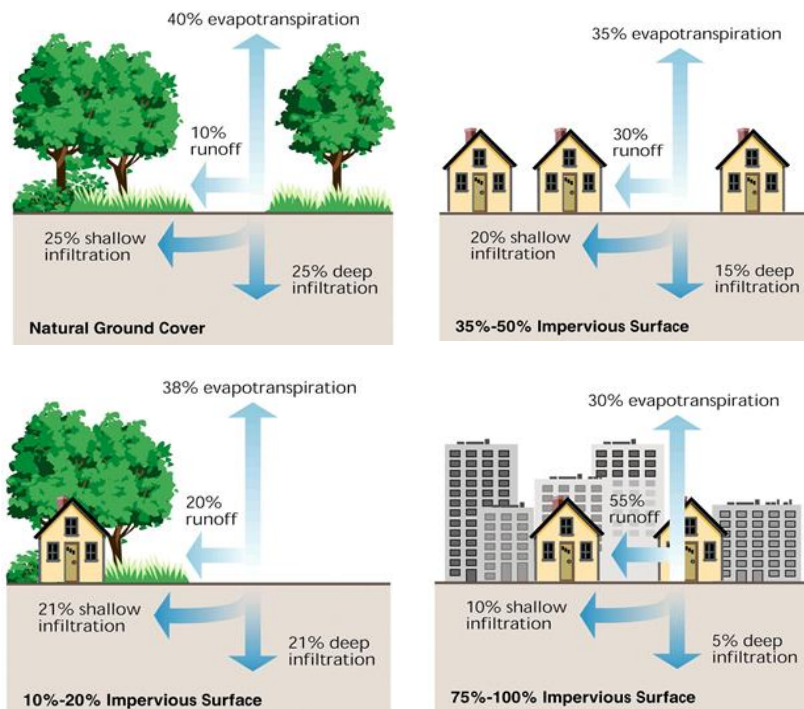 40% evapotranspiration
10%
runoff
25% shallow
infiltration
25% deep
infiltration
Natural Ground Cover
35% evapotranspiration
30%
runoff
20% shallow
infiltration
15% deep
infiltration
35%-50% Impervious Surface
38% evapotranspiration
20%
runoff
21% shallow
infiltration
21% deep
infiltration
10%-20% Impervious Surface
30% evapotranspiration
55%
runoff
10% shallow
infiltration
5% deep
infiltration
75%-100% Impervious Surface